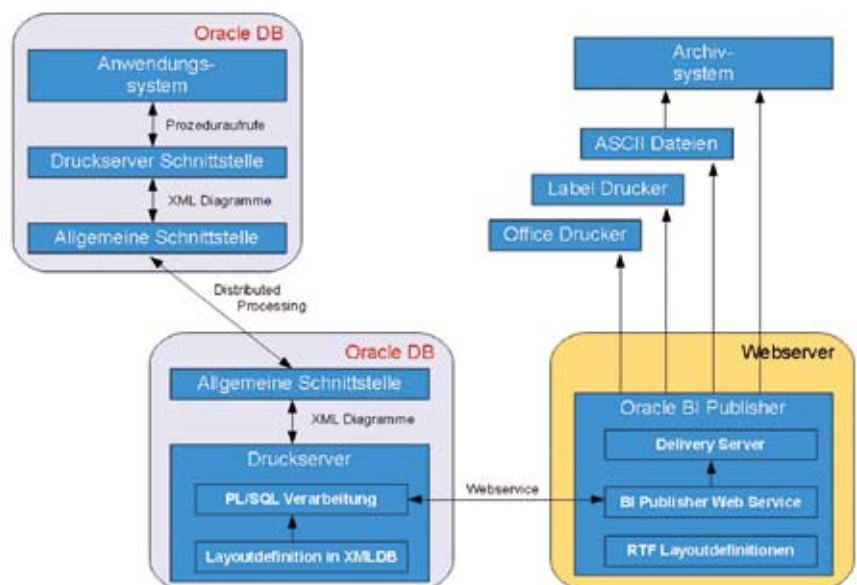 Oracle DB
Anwendungs-
system
Prozeduraufrufe
Druckserver Schnittstelle
XML Diagramme
Allgemeine Schnittstelle
Distributed
Processing
Archiv-
system
ASCII Dateien
Label Drucker
Office Drucker
Oracle DB
Allgemeine Schnittstelle
XML Diagramme
Druckserver
PL/SQL Verarbeitung
Layoutdefinition in XMLDB
Webservice
Webserver
Oracle BI Publisher
Delivery Server
BI Publisher Web Service
RTF Layoutdefinitionen